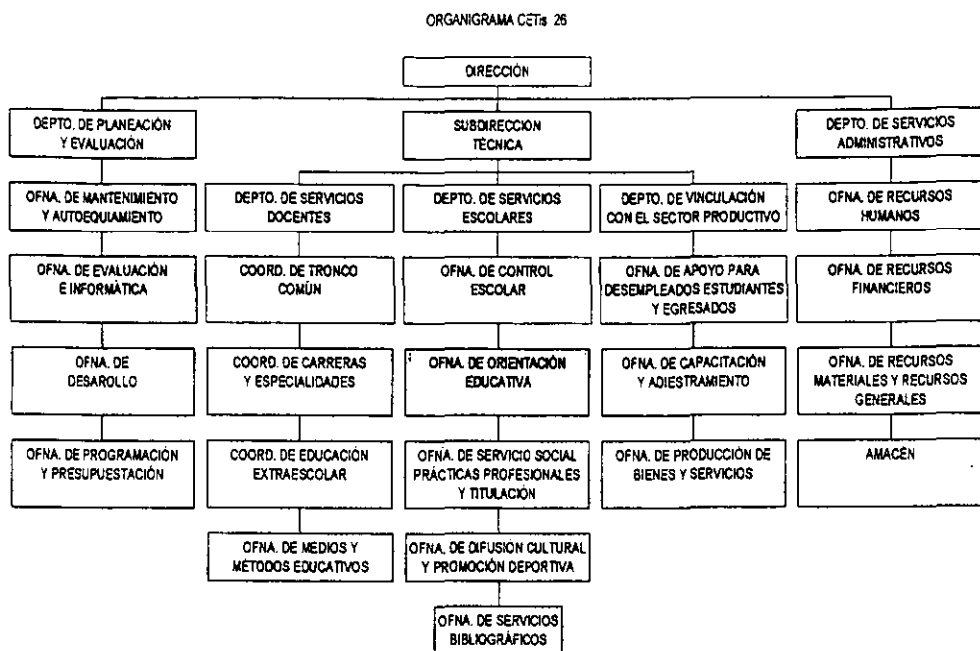 ORGANIGRAMA CETis 26
DIRECCIÓN
DEPTO. DE PLANEACIÓN
Y EVALUACIÓN
SUBDIRECCION
TÉCNICA
DEPTO. DE SERVICIOS
ADMINISTRATIVOS
OFNA. DE MANTENIMIENTO
Y AUTOEQUIAMIENTO
DEPTO. DE SERVICIOS
DOCENTES
DEPTO. DE SERVICIOS
ESCOLARES
DEPTO. DE VINCULACIÓN
CON EL SECTOR PRODUCTIVO
OFNA. DE RECURSOS
HUMANOS
OFNA. DE EVALUACIÓN
E INFORMÁTICA
COORD. DE TRONCO
COMÚN
OFNA. DE CONTROL
ESCOLAR
OFNA. DE APOYO PARA
DESEMPLEADOS ESTUDIANTES
Y EGRESADOS
OFNA. DE RECURSOS
FINANCIEROS
OFNA. DE
DESAROLLO
COORD. DE CARRERAS
Y ESPECIALIDADES
OFNA. DE ORIENTACIÓN
EDUCATIVA
OFNA. DE CAPACITACIÓN
Y ADIESTRAMIENTO
OFNA. DE RECURSOS
MATERIALES Y RECURSOS
GENERALES
OFNA. DE PROGRAMACIÓN
Y PRESUPUESTACIÓN
COORD. DE EDUCACIÓN
EXTRAESCOLAR
OFNA. DE SERVICIO SOCIAL
PRÁCTICAS PROFESIONALES
Y TITULACIÓN
OFNA. DE PRODUCCIÓN DE
BIENES Y SERVICIOS
AMACÉN
OFNA. DE MEDIOS Y
MÉTODOS EDUCATIVOS
OFNA. DE DIFUSIÓN CULTURAL
Y PROMOCIÓN DEPORTIVA
OFNA. DE SERVICIOS
BIBLIOGRÁFICOS